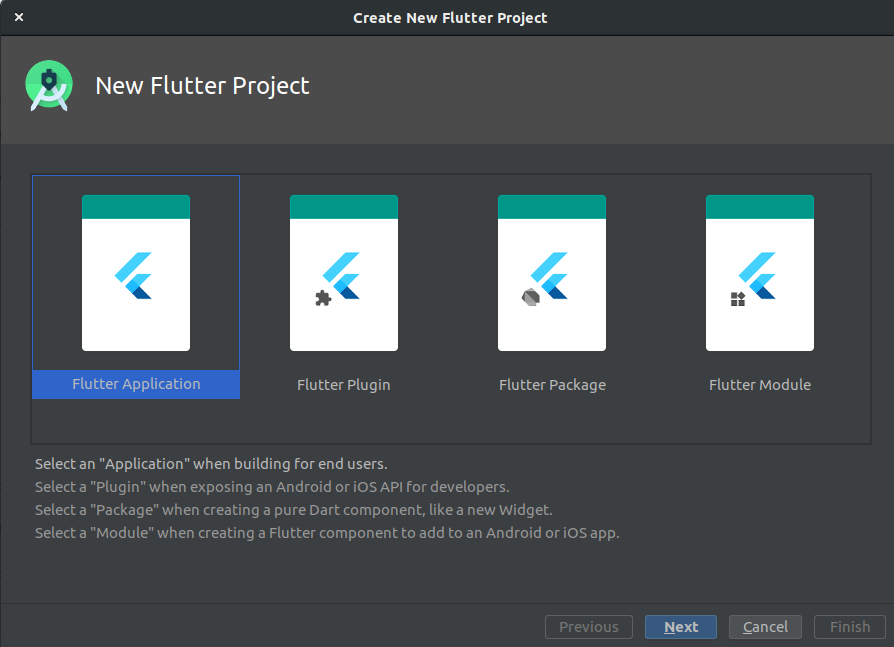 Create New Flutter Project
New Flutter Project
Flutter Application
Flutter Plugin
Flutter Package
Flutter Module
Select an "Application" when building for end users.
Select a "Plugin" when exposing an Android or iOS API for developers.
Select a "Package" when creating a pure Dart component, like a new Widget.
Select a "Module" when creating a Flutter component to add to an Android or iOS app.
Previous
Next
Cancel
Finish